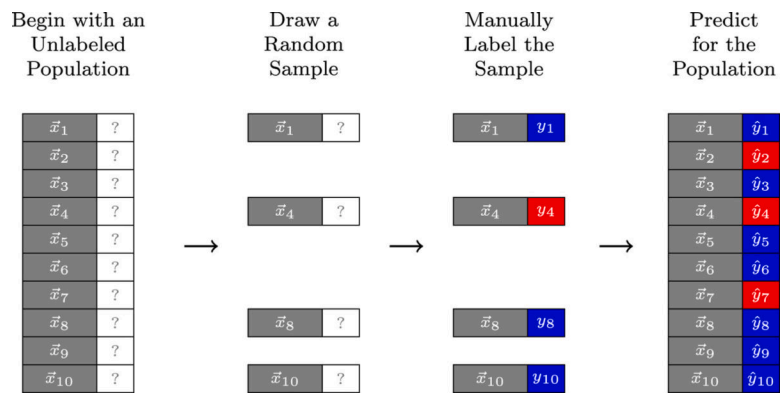 Begin with an
Unlabeled
Population
Draw a
Random
Sample
Manually
Label the
Sample
Predict
for the
Population
x⃗₁ ?
x⃗₂ ?
x⃗₃ ?
x⃗₄ ?
x⃗₅ ?
x⃗₆ ?
x⃗₇ ?
x⃗₈ ?
x⃗₉ ?
x⃗₁₀ ?
→
x⃗₁ ?
x⃗₄ ?
x⃗₈ ?
x⃗₁₀ ?
→
x⃗₁ y₁
x⃗₄ y₄
x⃗₈ y₈
x⃗₁₀ y₁₀
→
x⃗₁ ŷ₁
x⃗₂ ŷ₂
x⃗₃ ŷ₃
x⃗₄ ŷ₄
x⃗₅ ŷ₅
x⃗₆ ŷ₆
x⃗₇ ŷ₇
x⃗₈ ŷ₈
x⃗₉ ŷ₉
x⃗₁₀ ŷ₁₀